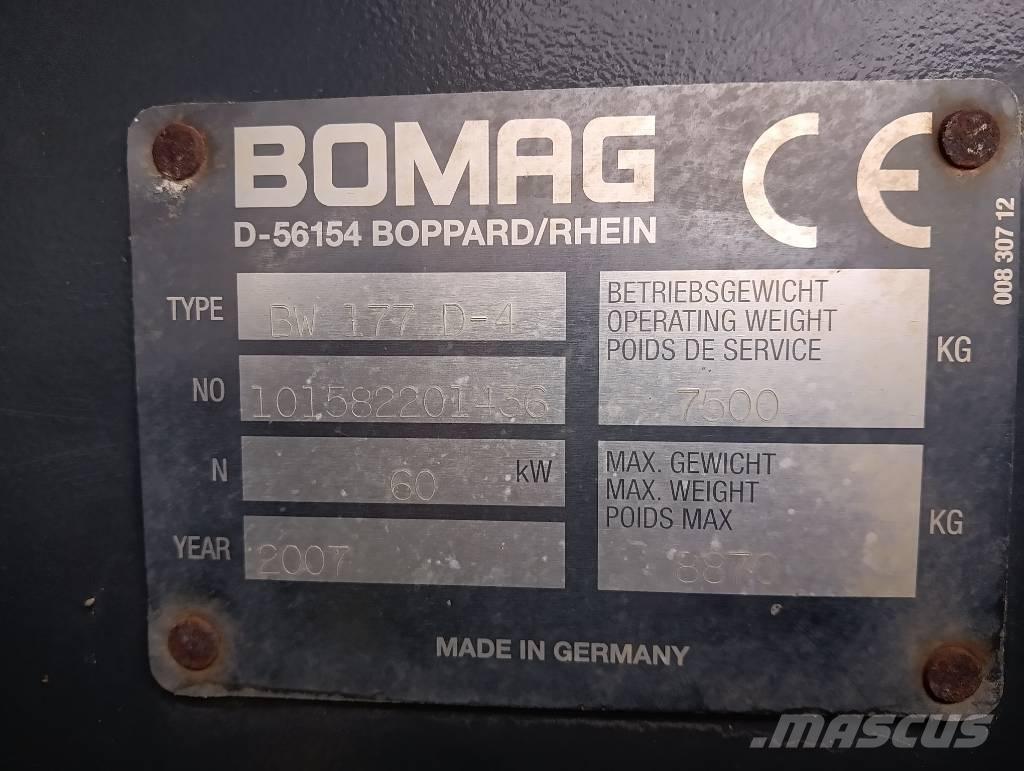 BOMAG CE
D-56154 BOPPARD/RHEIN
008 307 12
TYPE BW 177 D-4
NO 101582201436
N 60 kW
YEAR 2007
BETRIEBSGEWICHT
OPERATING WEIGHT
POIDS DE SERVICE
7500 KG
MAX. GEWICHT
MAX. WEIGHT
POIDS MAX
8870 KG
MADE IN GERMANY
MASCUS